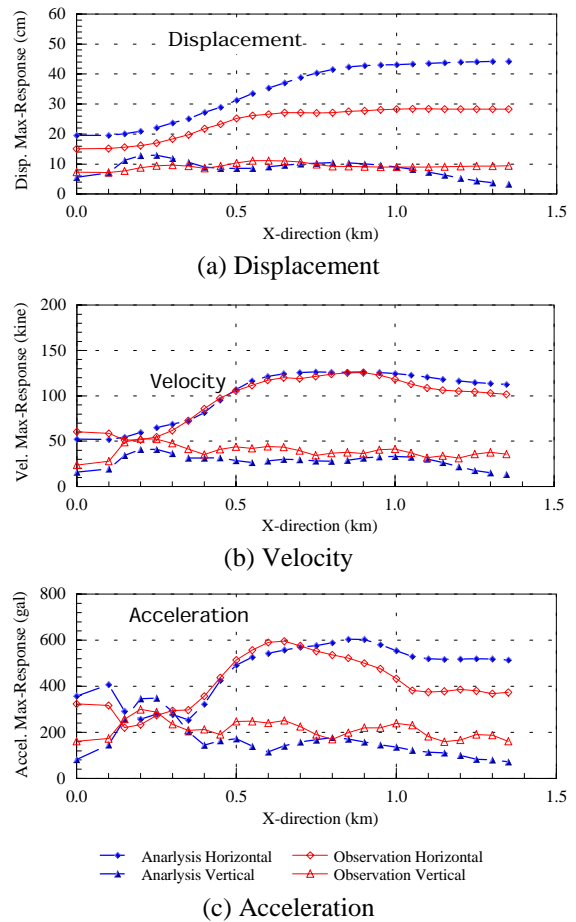 60
50
40
30
20
10
0
Disp. Max-Response (cm)
Displacement
0.0 0.5 1.0 1.5
X-direction (km)
(a) Displacement
200
150
100
50
0
Vel. Max-Response (kine)
Velocity
0.0 0.5 1.0 1.5
X-direction (km)
(b) Velocity
800
600
400
200
0
Accel. Max-Response (gal)
Acceleration
0.0 0.5 1.0 1.5
X-direction (km)
Anarlysis Horizontal Observation Horizontal
Anarlysis Vertical Observation Vertical
(c) Acceleration